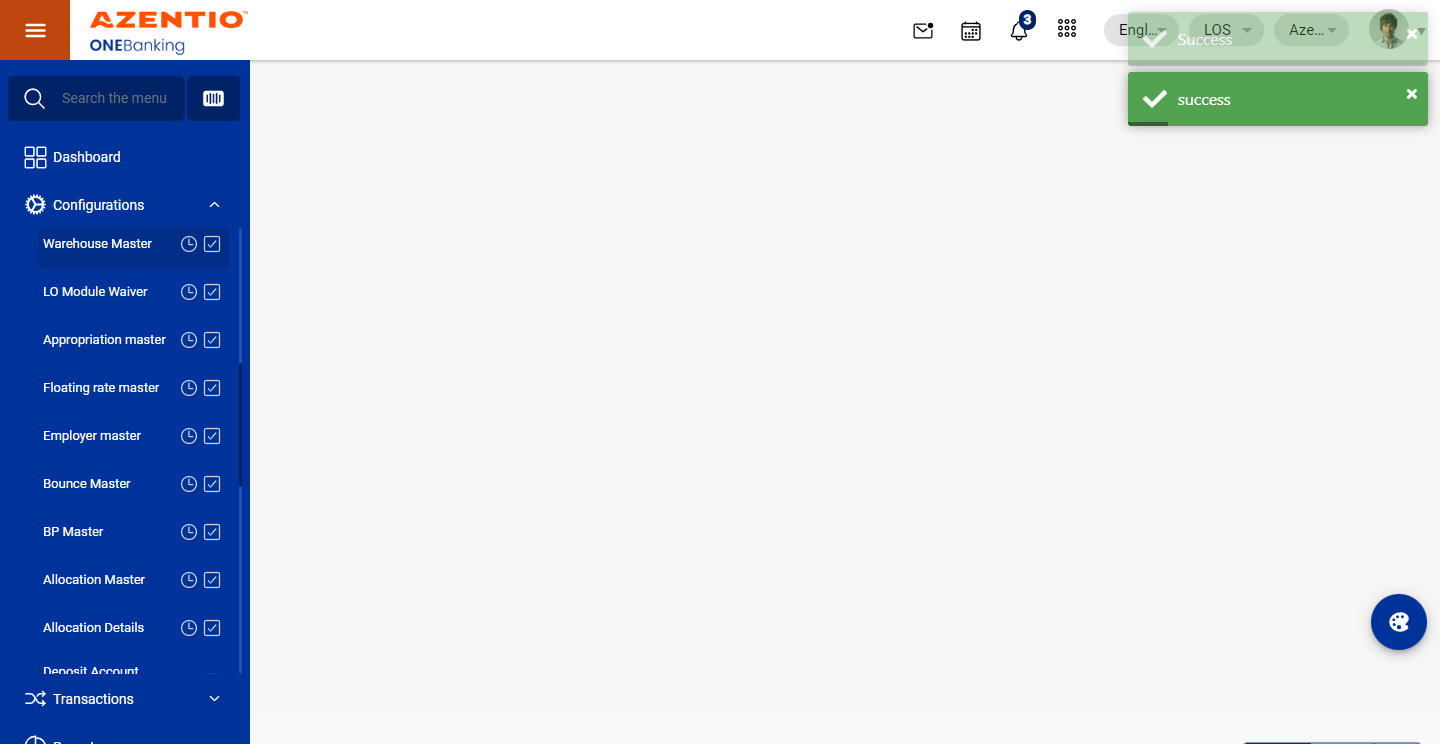 AZENTIO™
ONEBanking
3
Engl...
LOS
Aze...
Success
success
Search the menu
Dashboard
Configurations
Warehouse Master
LO Module Waiver
Appropriation master
Floating rate master
Employer master
Bounce Master
BP Master
Allocation Master
Allocation Details
Deposit Account
Transactions